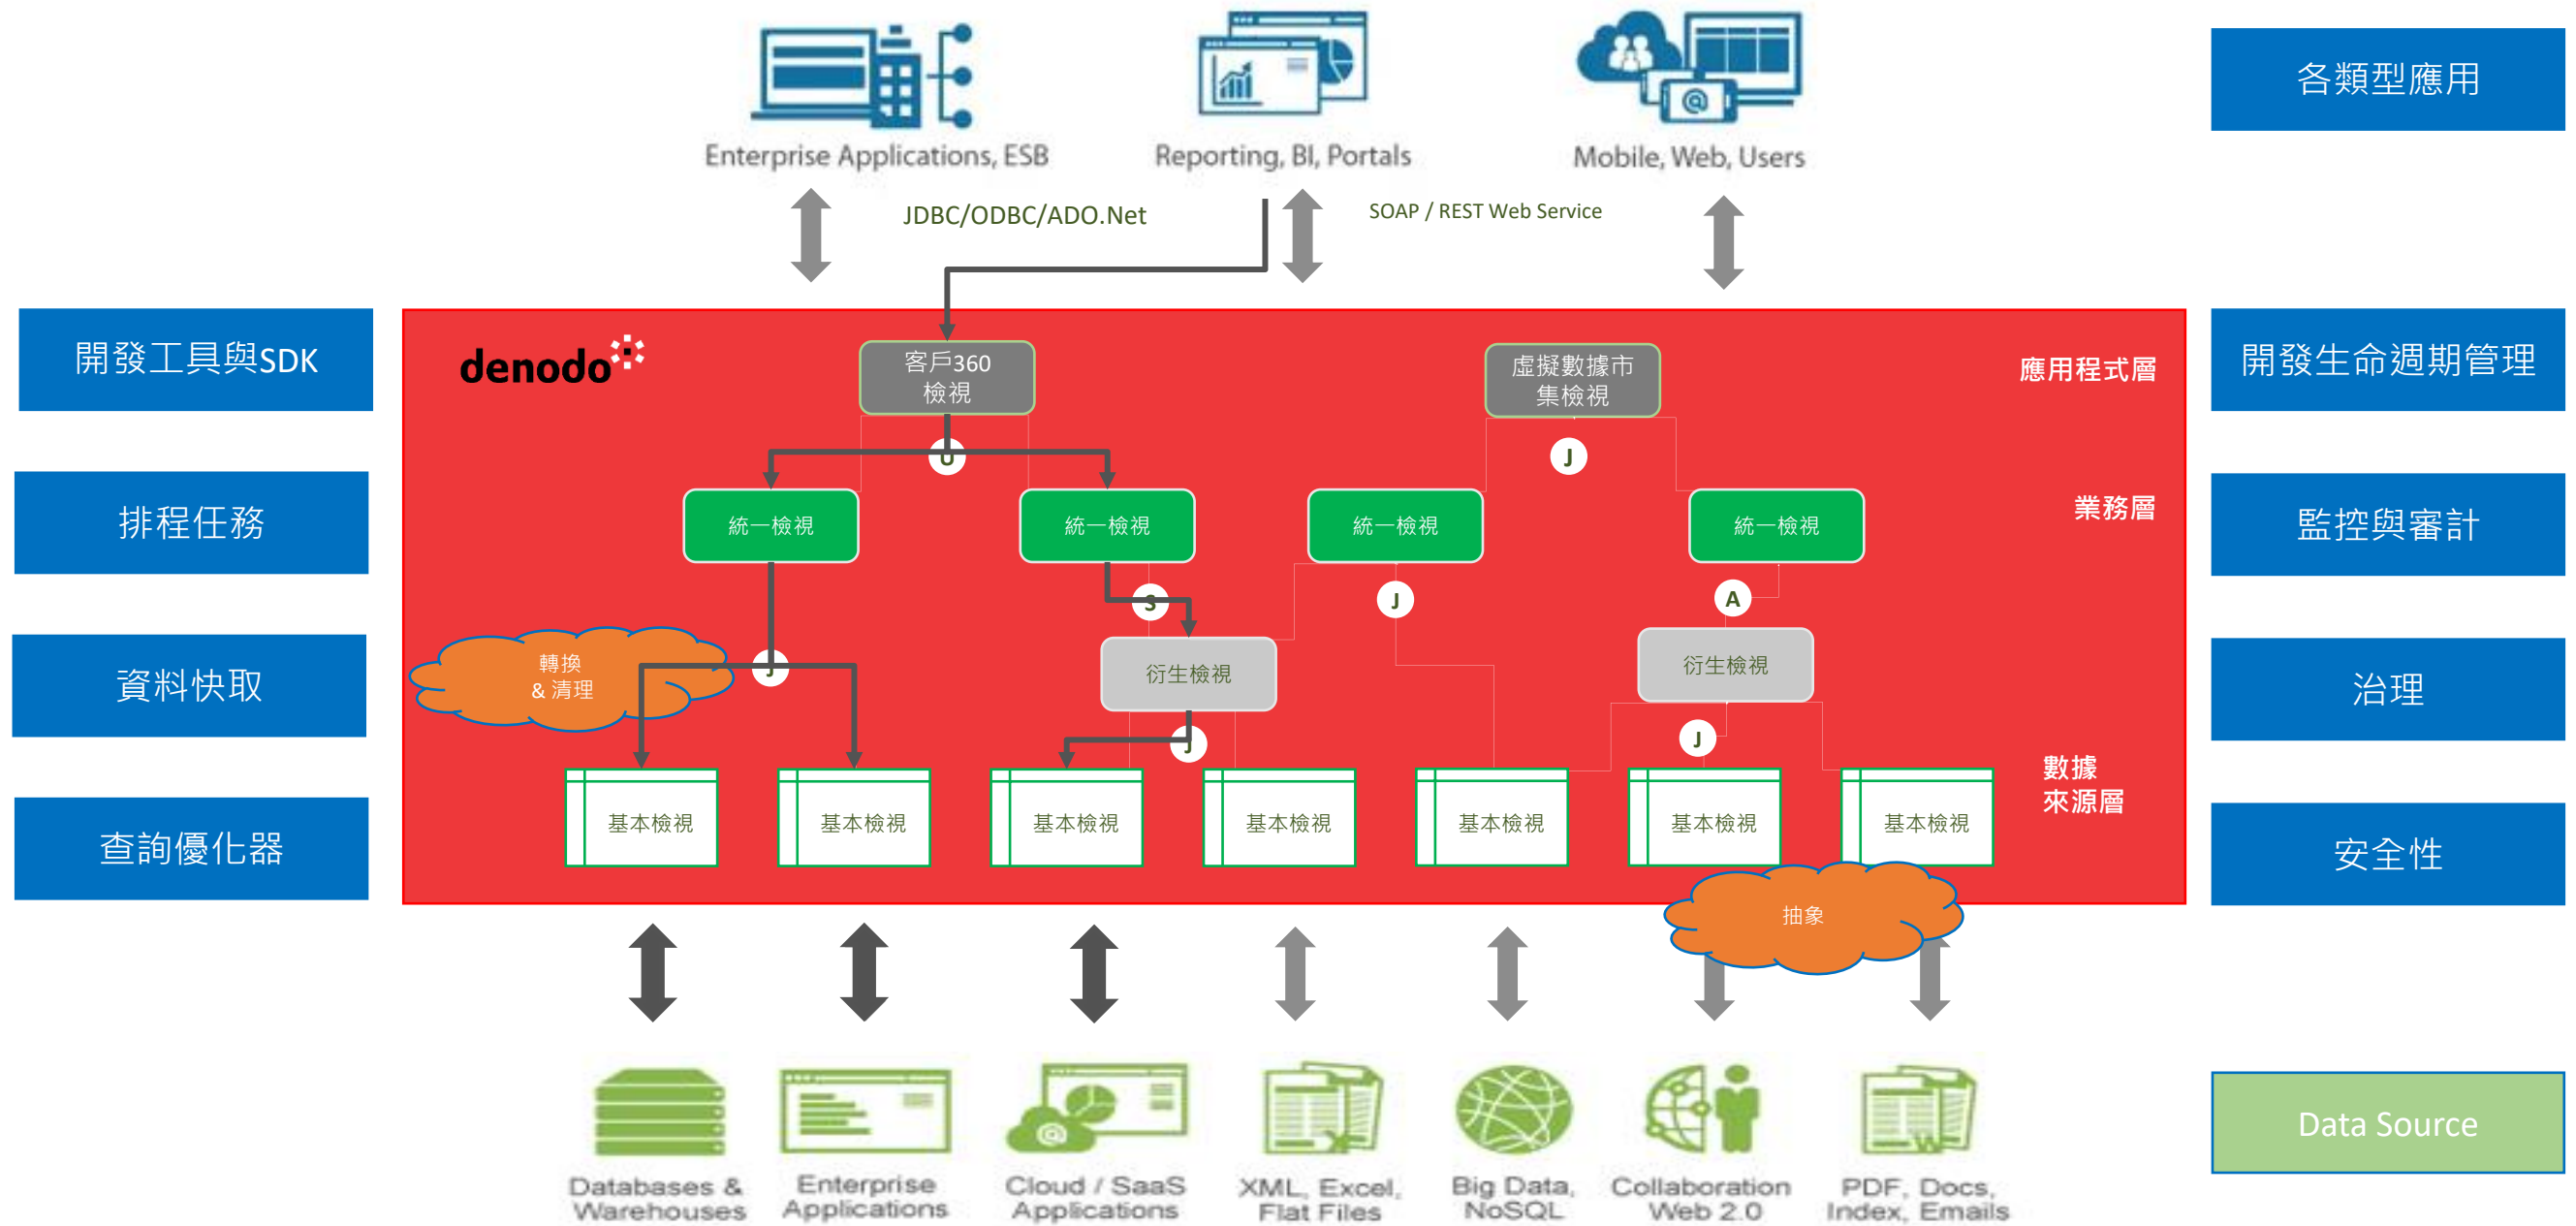 各類型應用
Enterprise Applications, ESB
Reporting, BI, Portals
Mobile, Web, Users
JDBC/ODBC/ADO.Net
SOAP / REST Web Service
開發工具與SDK
排程任務
資料快取
查詢優化器
denodo
客戶360
檢視
虛擬數據市
集檢視
應用程式層
U
J
統一檢視
統一檢視
統一檢視
統一檢視
業務層
S
J
A
轉換
& 清理
J
衍生檢視
衍生檢視
J
J
數據
來源層
基本檢視
基本檢視
基本檢視
基本檢視
基本檢視
基本檢視
基本檢視
抽象
開發生命週期管理
監控與審計
治理
安全性
Data Source
Databases &
Warehouses
Enterprise
Applications
Cloud / SaaS
Applications
XML, Excel,
Flat Files
Big Data,
NoSQL
Collaboration
Web 2.0
PDF, Docs,
Index, Emails